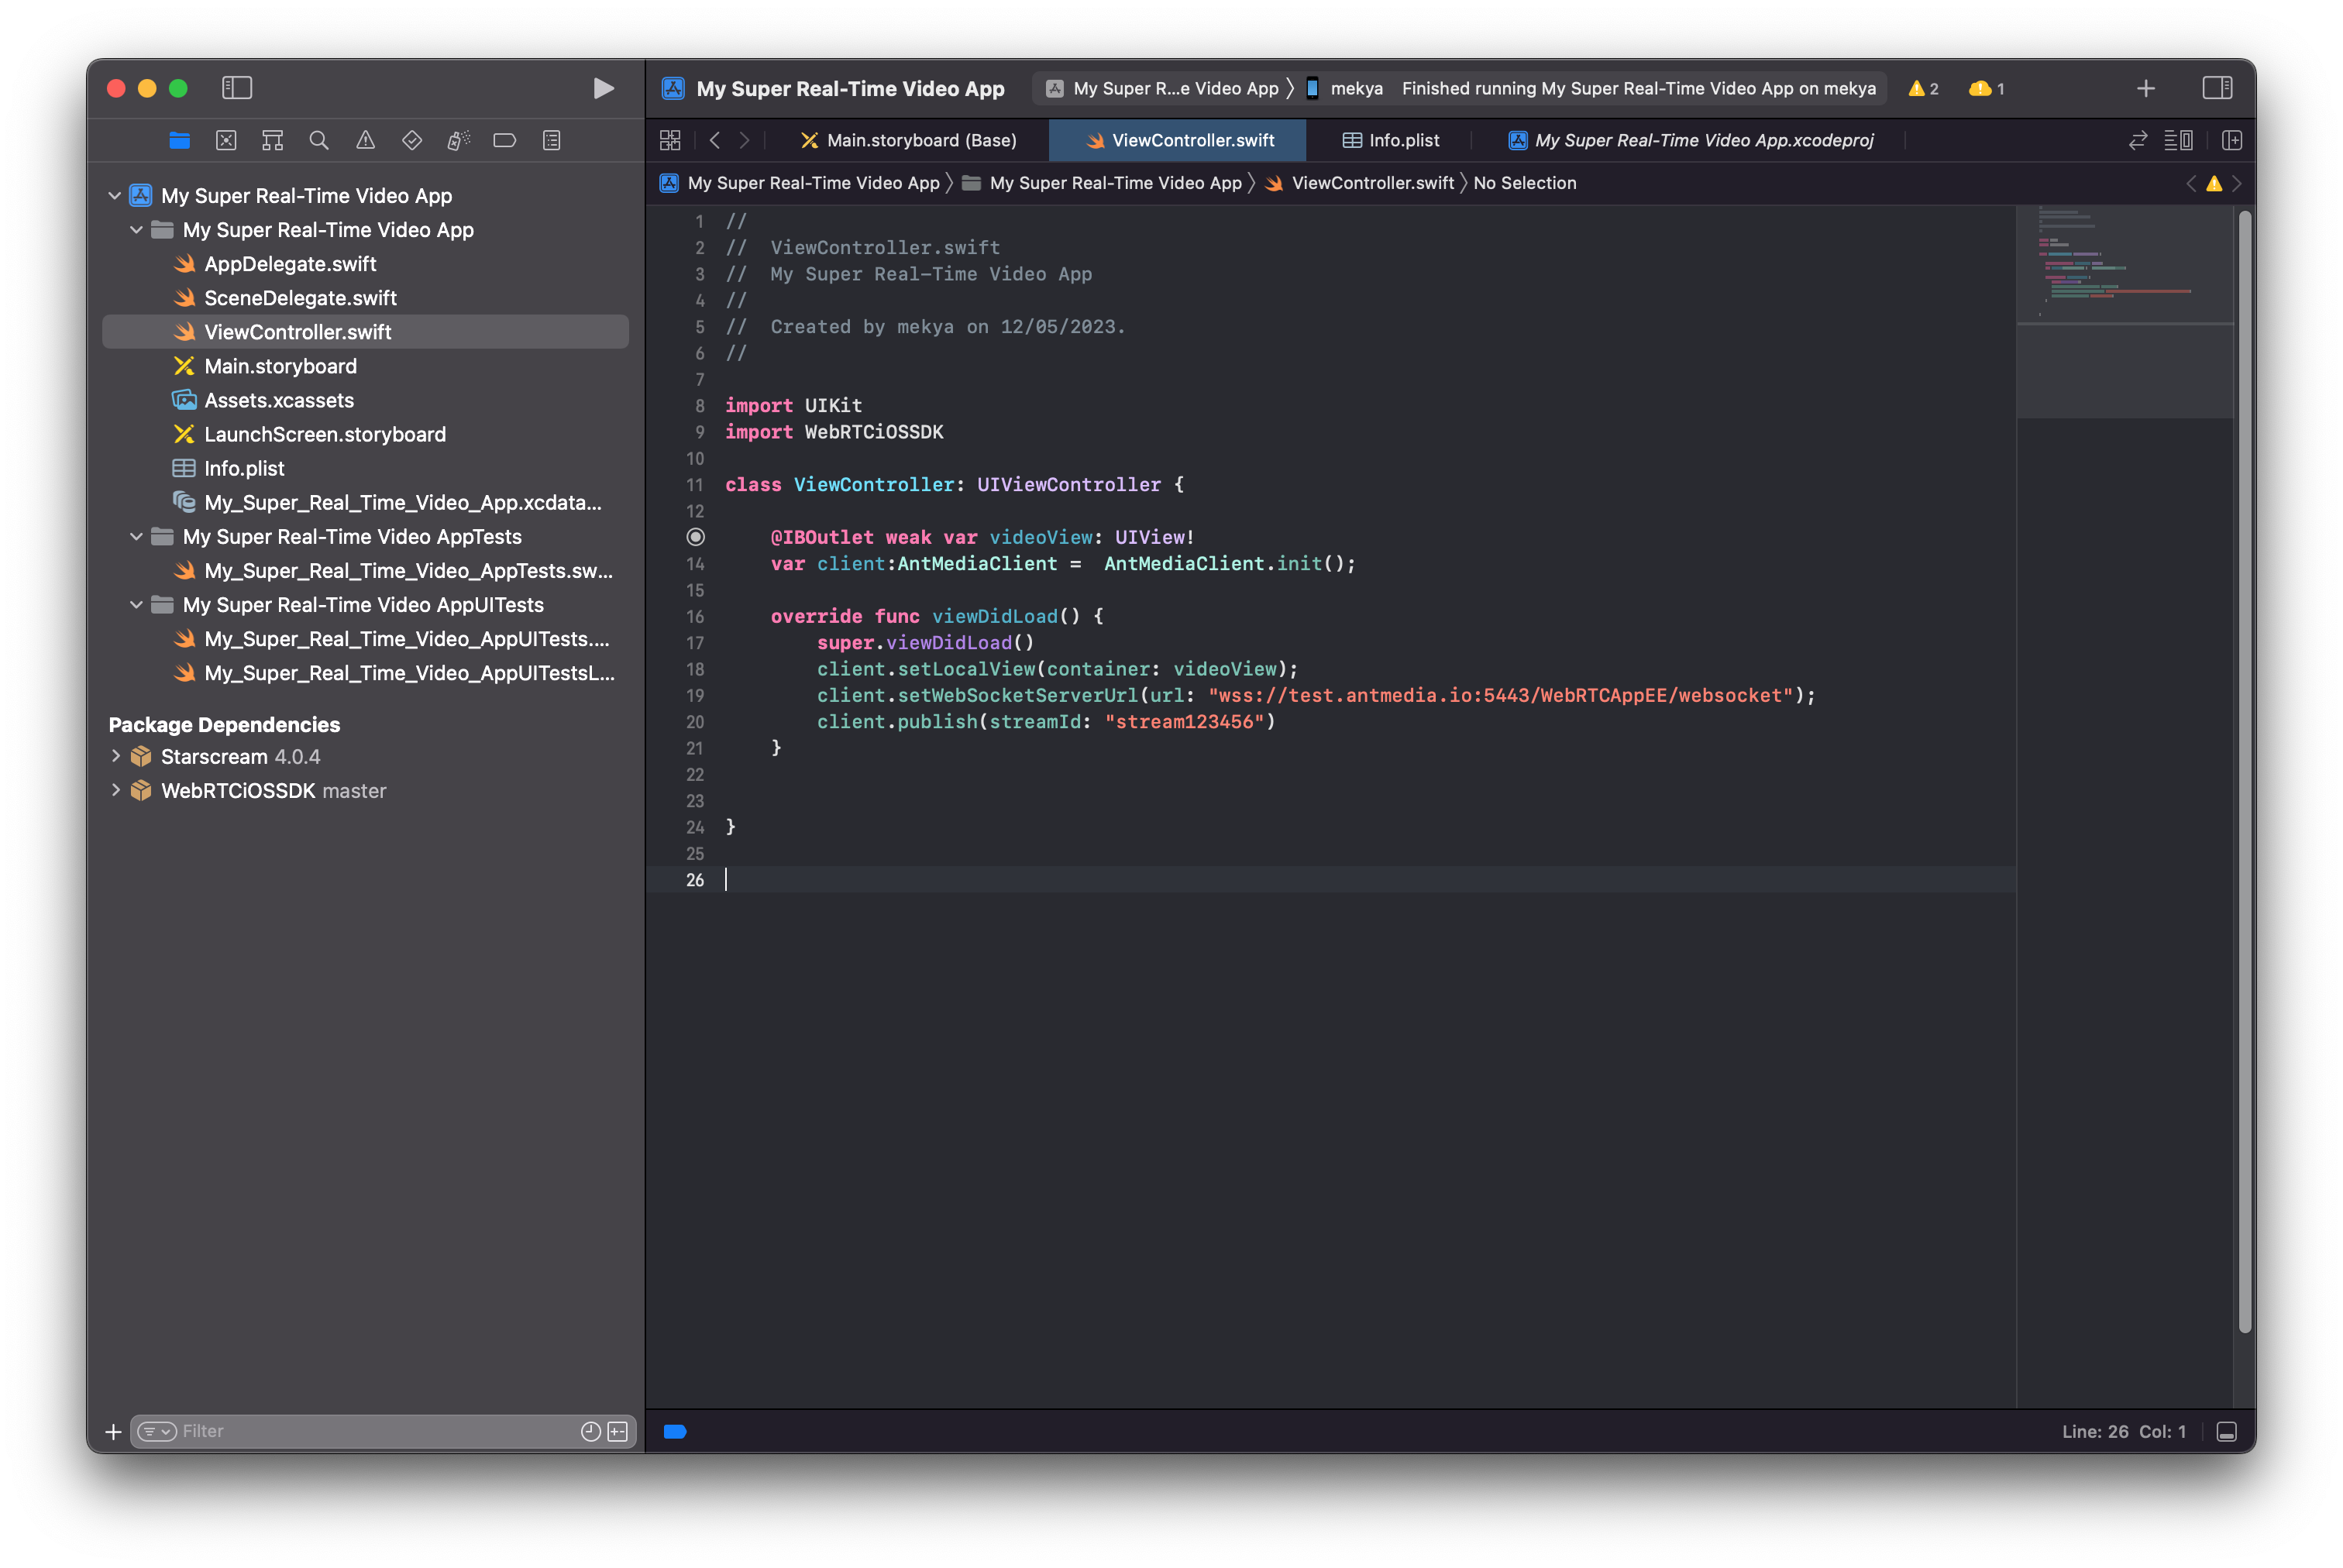 My Super Real-Time Video App
My Super R...e Video App 〉 mekya Finished running My Super Real-Time Video App on mekya 2 1
Main.storyboard (Base) ViewController.swift Info.plist My Super Real-Time Video App.xcodeproj
My Super Real-Time Video App 〉 My Super Real-Time Video App 〉 ViewController.swift 〉 No Selection
My Super Real-Time Video App
My Super Real-Time Video App
AppDelegate.swift
SceneDelegate.swift
ViewController.swift
Main.storyboard
Assets.xcassets
LaunchScreen.storyboard
Info.plist
My_Super_Real_Time_Video_App.xcdata...
My Super Real-Time Video AppTests
My_Super_Real_Time_Video_AppTests.sw...
My Super Real-Time Video AppUITests
My_Super_Real_Time_Video_AppUITests....
My_Super_Real_Time_Video_AppUITestsL...
Package Dependencies
Starscream 4.0.4
WebRTCiOSSDK master
Filter
1 //
2 //  ViewController.swift
3 //  My Super Real-Time Video App
4 //
5 //  Created by mekya on 12/05/2023.
6 //
7
8 import UIKit
9 import WebRTCiOSSDK
10
11 class ViewController: UIViewController {
12
@IBOutlet weak var videoView: UIView!
14 var client:AntMediaClient =  AntMediaClient.init();
15
16 override func viewDidLoad() {
17 super.viewDidLoad()
18 client.setLocalView(container: videoView);
19 client.setWebSocketServerUrl(url: "wss://test.antmedia.io:5443/WebRTCAppEE/websocket");
20 client.publish(streamId: "stream123456")
21 }
22
23
24 }
25
26
Line: 26 Col: 1